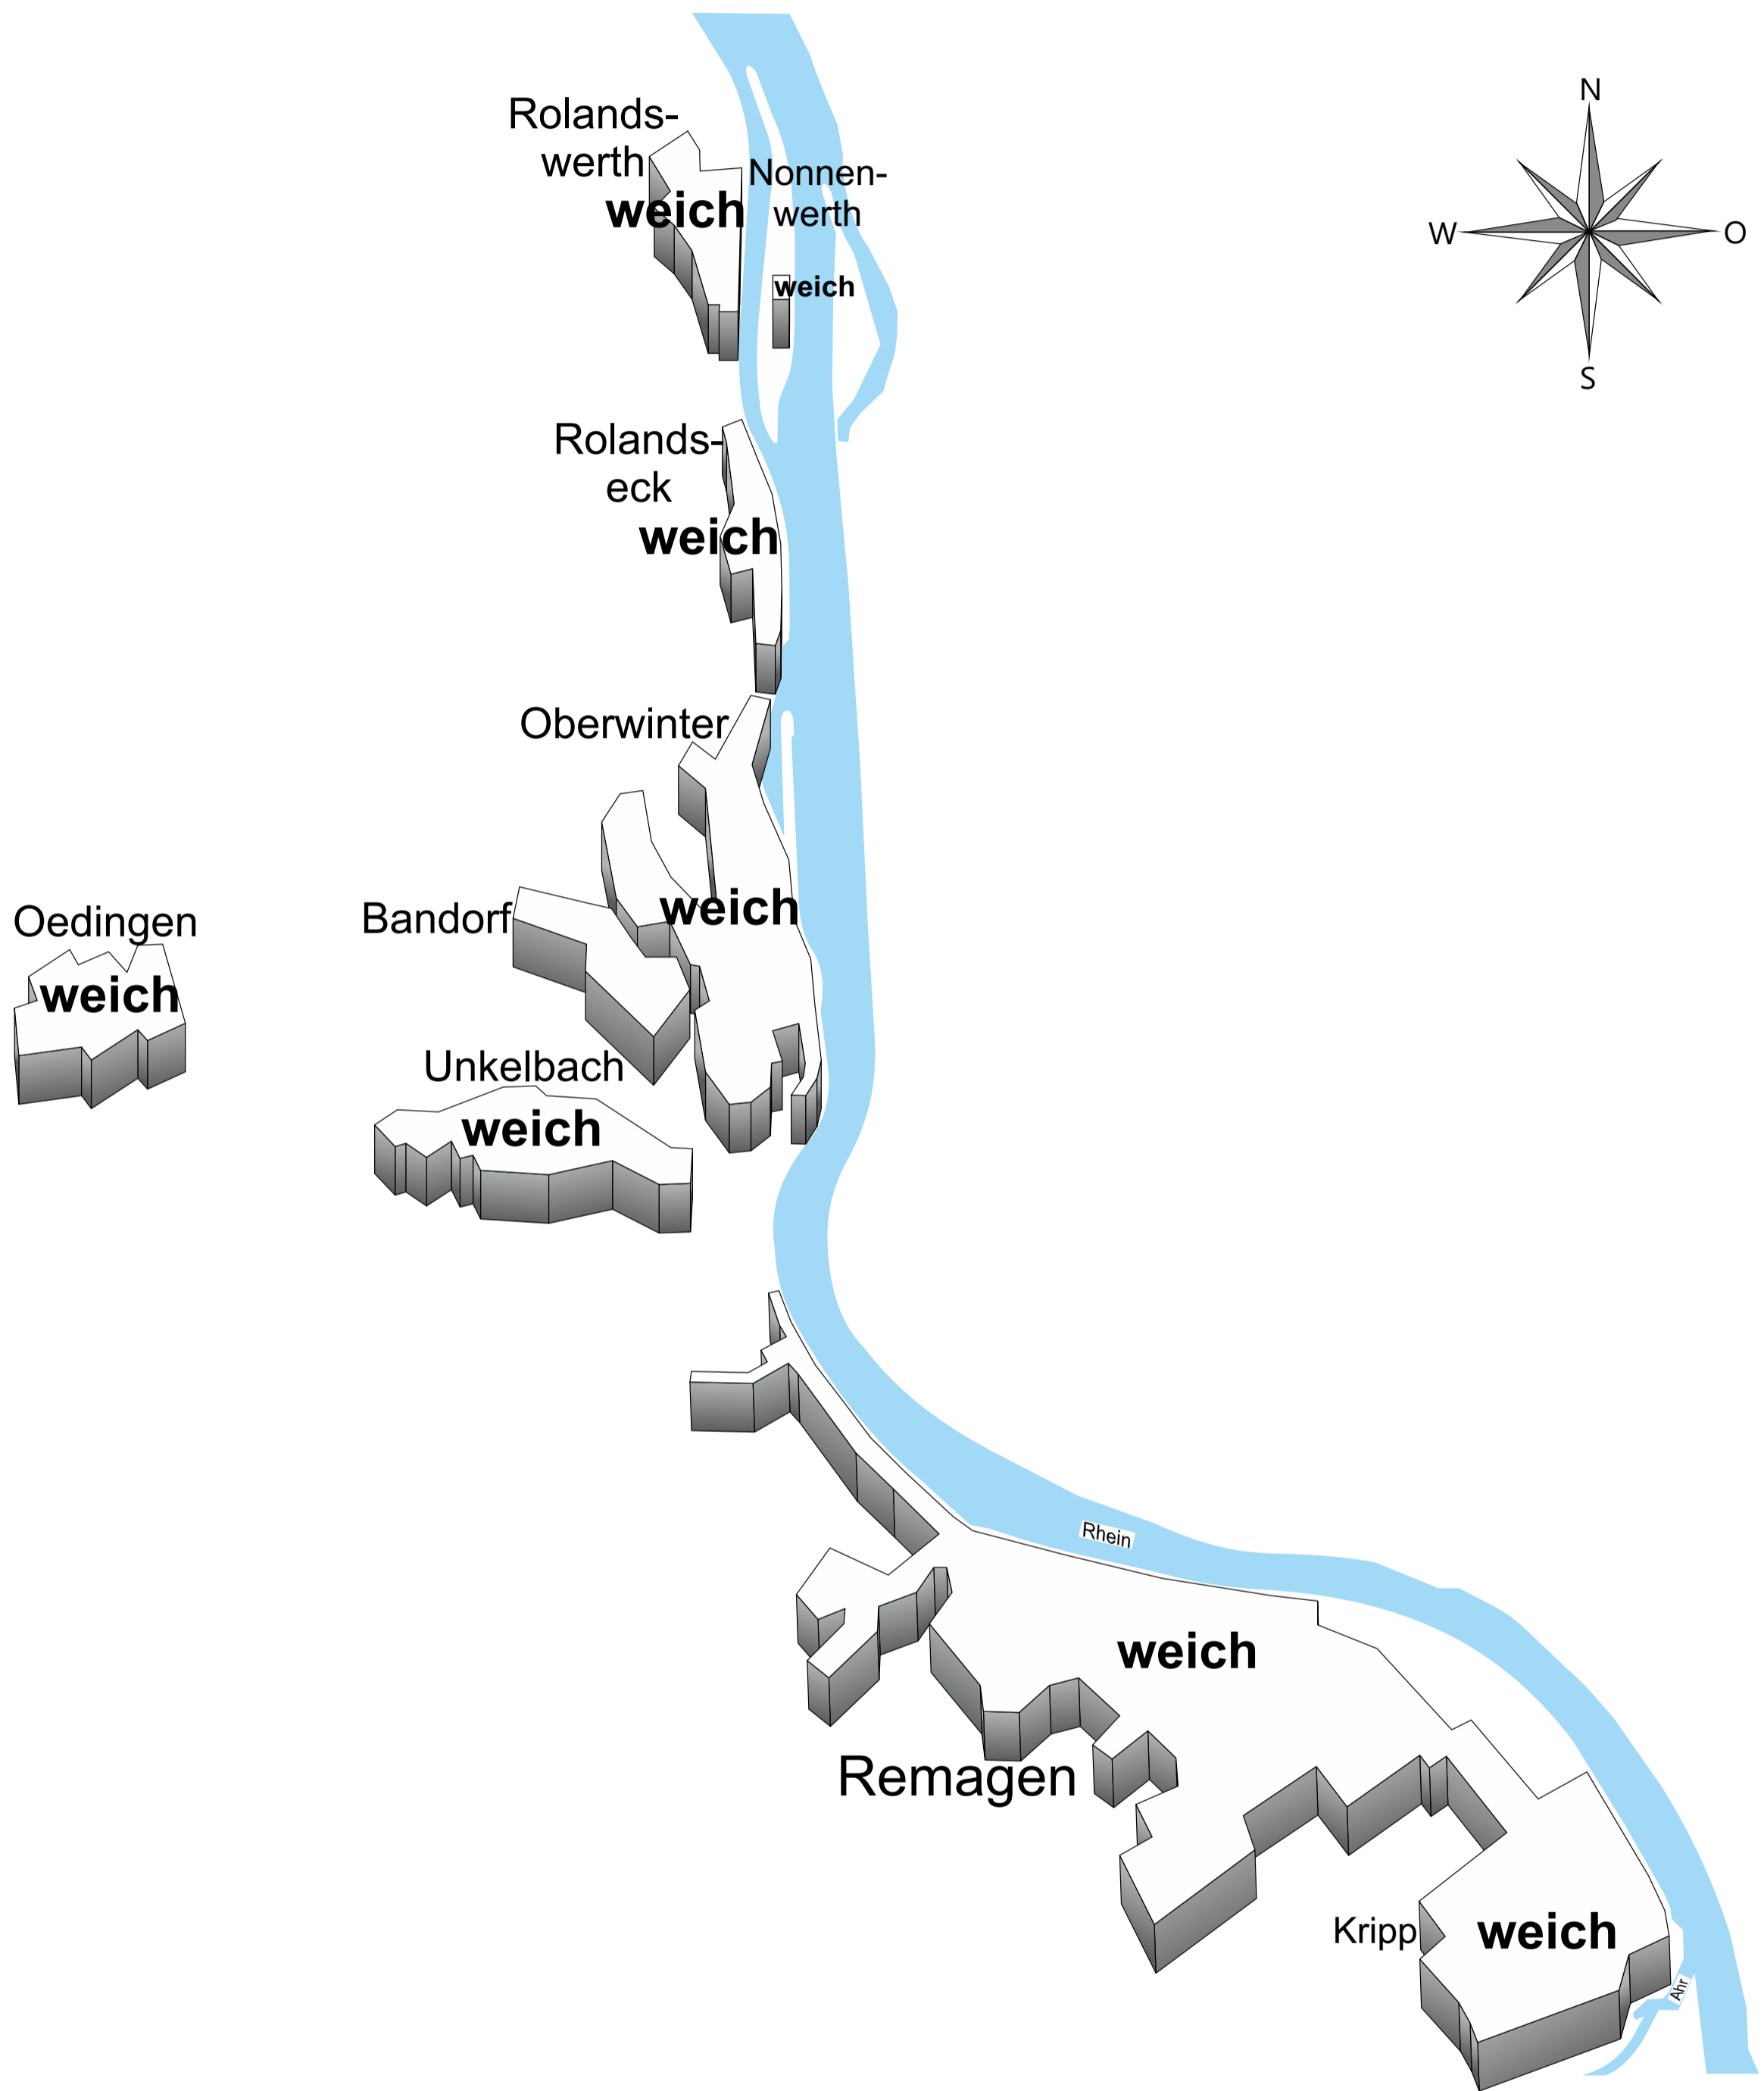 N
W
O
S
Rolands-
werth
weich
Nonnen-
werth
weich
Rolands-
eck
weich
Oberwinter
weich
Bandorf
Oedingen
weich
Unkelbach
weich
Rhein
weich
Remagen
Kripp
weich
Ahr